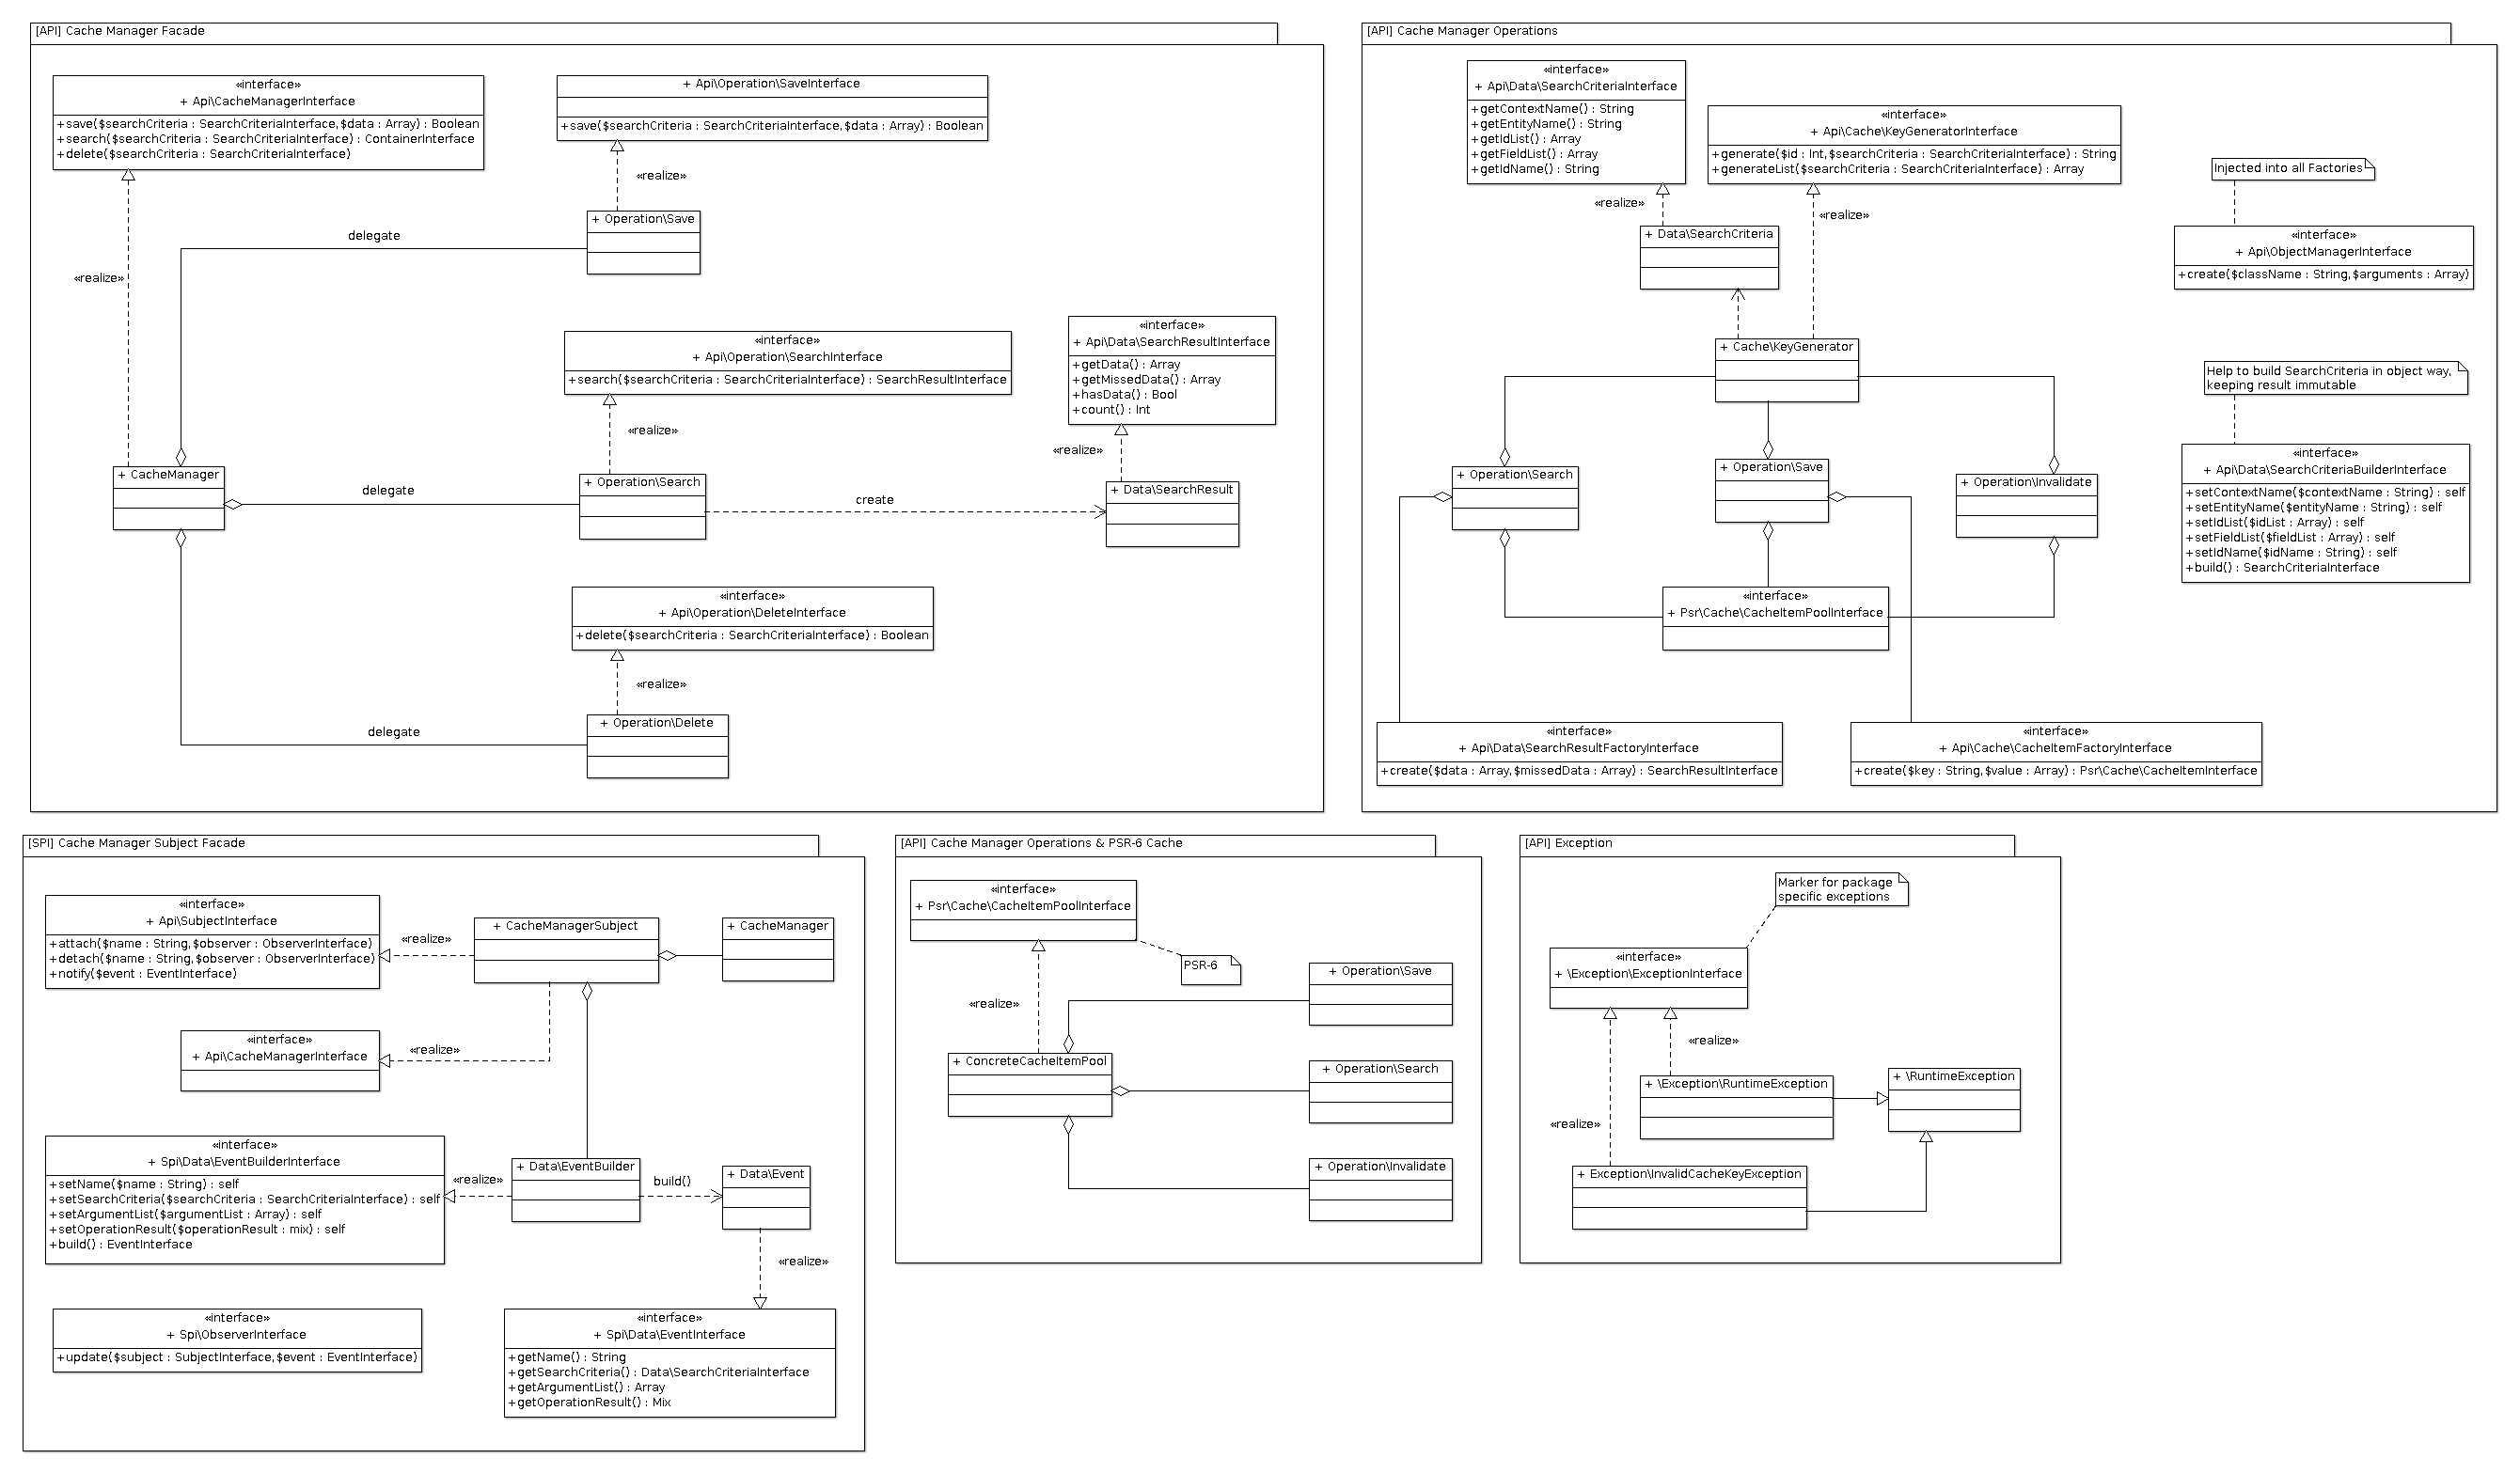 [API] Cache Manager Facade
«interface»
+ Api\CacheManagerInterface
+save($searchCriteria : SearchCriteriaInterface,$data : Array) : Boolean
+search($searchCriteria : SearchCriteriaInterface) : ContainerInterface
+delete($searchCriteria : SearchCriteriaInterface)
+ Api\Operation\SaveInterface
+save($searchCriteria : SearchCriteriaInterface,$data : Array) : Boolean
«realize»
+ Operation\Save
delegate
«realize»
«interface»
+ Api\Operation\SearchInterface
+search($searchCriteria : SearchCriteriaInterface) : SearchResultInterface
«interface»
+ Api\Data\SearchResultInterface
+getData() : Array
+getMissedData() : Array
+hasData() : Bool
+count() : Int
«realize»
«realize»
+ CacheManager
delegate
+ Operation\Search
create
+ Data\SearchResult
«interface»
+ Api\Operation\DeleteInterface
+delete($searchCriteria : SearchCriteriaInterface) : Boolean
«realize»
delegate
+ Operation\Delete
[API] Cache Manager Operations
«interface»
+ Api\Data\SearchCriteriaInterface
+getContextName() : String
+getEntityName() : String
+getIdList() : Array
+getFieldList() : Array
+getIdName() : String
«interface»
+ Api\Cache\KeyGeneratorInterface
+generate($id : Int,$searchCriteria : SearchCriteriaInterface) : String
+generateList($searchCriteria : SearchCriteriaInterface) : Array
Injected into all Factories
«realize»
«realize»
+ Data\SearchCriteria
«interface»
+ Api\ObjectManagerInterface
+create($className : String,$arguments : Array)
+ Cache\KeyGenerator
Help to build SearchCriteria in object way,
keeping result immutable
+ Operation\Search
+ Operation\Save
+ Operation\Invalidate
«interface»
+ Api\Data\SearchCriteriaBuilderInterface
+setContextName($contextName : String) : self
+setEntityName($entityName : String) : self
+setIdList($idList : Array) : self
+setFieldList($fieldList : Array) : self
+setIdName($idName : String) : self
+build() : SearchCriteriaInterface
«interface»
+ Psr\Cache\CacheItemPoolInterface
«interface»
+ Api\Data\SearchResultFactoryInterface
+create($data : Array,$missedData : Array) : SearchResultInterface
«interface»
+ Api\Cache\CacheItemFactoryInterface
+create($key : String,$value : Array) : Psr\Cache\CacheItemInterface
[SPI] Cache Manager Subject Facade
«interface»
+ Api\SubjectInterface
+attach($name : String,$observer : ObserverInterface)
+detach($name : String,$observer : ObserverInterface)
+notify($event : EventInterface)
«realize»
+ CacheManagerSubject
+ CacheManager
«interface»
+ Api\CacheManagerInterface
«realize»
«interface»
+ Spi\Data\EventBuilderInterface
+setName($name : String) : self
+setSearchCriteria($searchCriteria : SearchCriteriaInterface) : self
+setArgumentList($argumentList : Array) : self
+setOperationResult($operationResult : mix) : self
+build() : EventInterface
«realize»
+ Data\EventBuilder
build()
+ Data\Event
«realize»
«interface»
+ Spi\ObserverInterface
+update($subject : SubjectInterface,$event : EventInterface)
«interface»
+ Spi\Data\EventInterface
+getName() : String
+getSearchCriteria() : Data\SearchCriteriaInterface
+getArgumentList() : Array
+getOperationResult() : Mix
[API] Cache Manager Operations & PSR-6 Cache
«interface»
+ Psr\Cache\CacheItemPoolInterface
PSR-6
«realize»
+ Operation\Save
+ ConcreteCacheItemPool
+ Operation\Search
+ Operation\Invalidate
[API] Exception
Marker for package
specific exceptions
«interface»
+ \Exception\ExceptionInterface
«realize»
+ \Exception\RuntimeException
+ \RuntimeException
«realize»
+ Exception\InvalidCacheKeyException